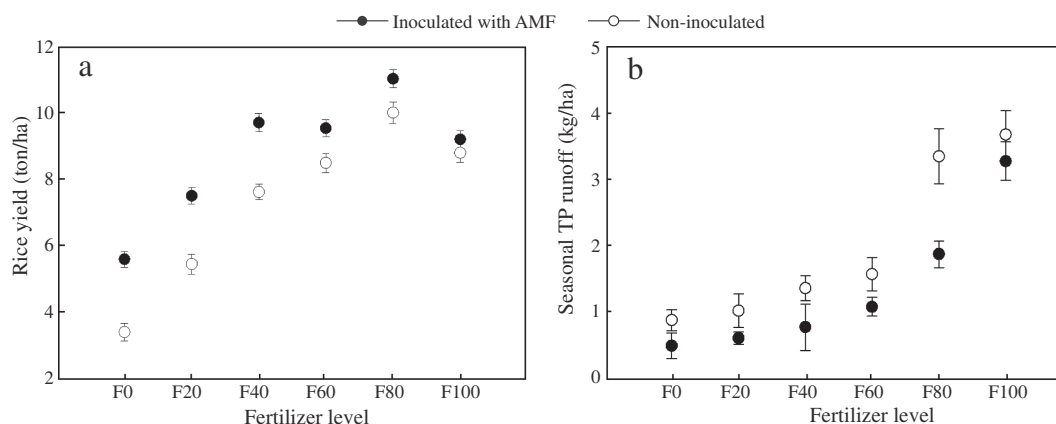 Inoculated with AMF Non-inoculated
a
12
10
8
6
4
2
Rice yield (ton/ha)
F0 F20 F40 F60 F80 F100
Fertilizer level
b
5
4
3
2
1
0
Seasonal TP runoff (kg/ha)
F0 F20 F40 F60 F80 F100
Fertilizer level